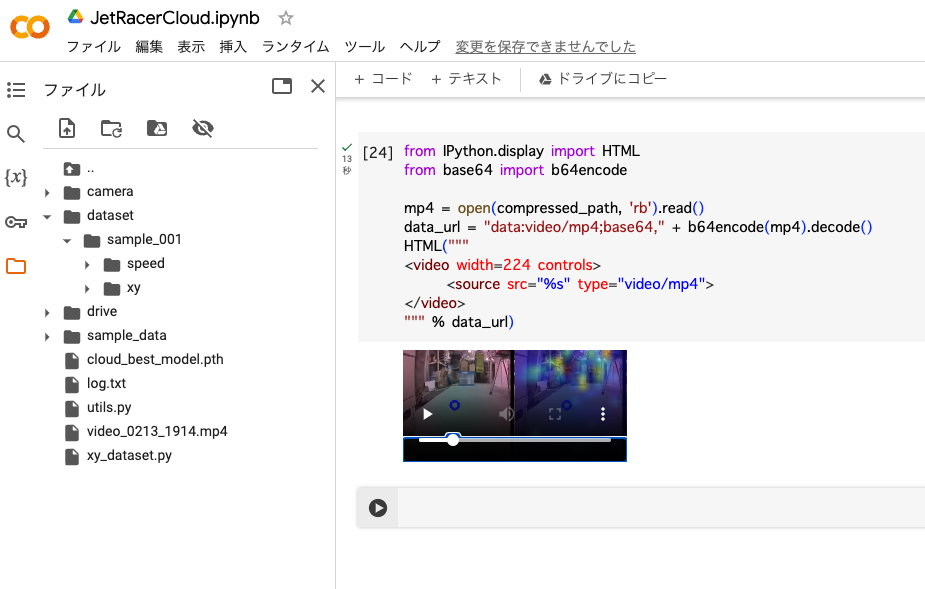 JetRacerCloud.ipynb
ファイル 編集 表示 挿入 ランタイム ツール ヘルプ 変更を保存できませんでした
ファイル
+ コード + テキスト ドライブにコピー
{x}
..
camera
dataset
sample_001
speed
xy
drive
sample_data
cloud_best_model.pth
log.txt
utils.py
video_0213_1914.mp4
xy_dataset.py
13
秒
[24]
from IPython.display import HTML
from base64 import b64encode
mp4 = open(compressed_path, 'rb').read()
data_url = "data:video/mp4;base64," + b64encode(mp4).decode()
HTML("""
<video width=224 controls>
<source src="%s" type="video/mp4">
</video>
""" % data_url)